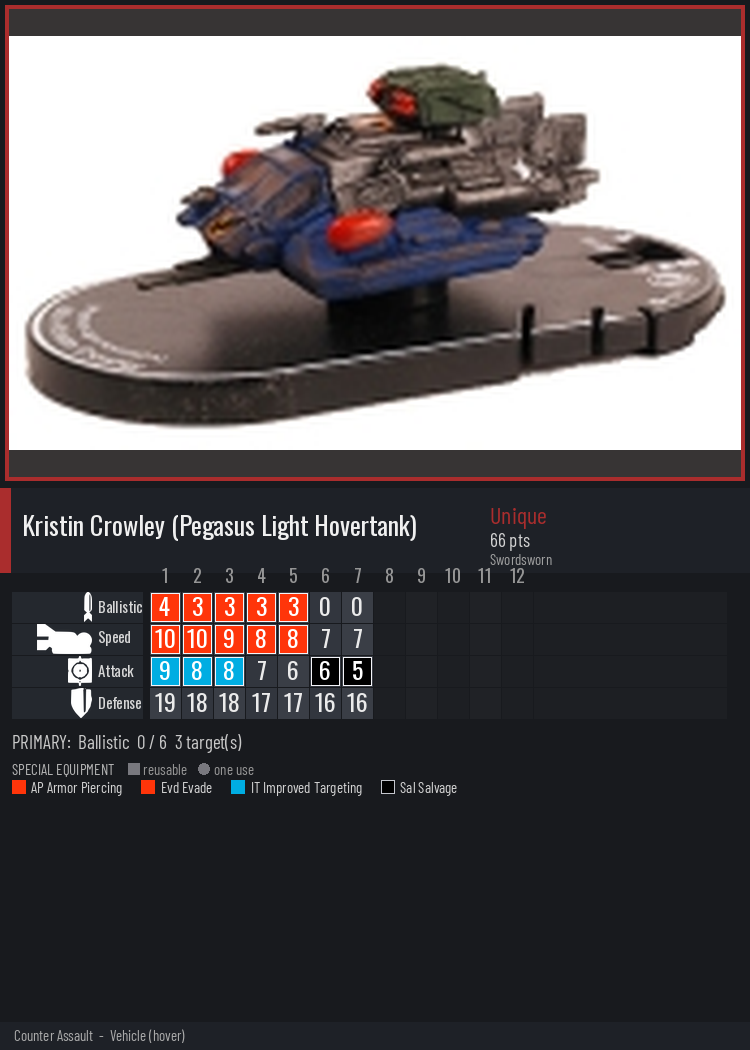 Kristin Crowley (Pegasus Light Hovertank)
Unique
66 pts
Swordsworn
1 2 3 4 5 6 7 8 9 10 11 12
Ballistic 4 3 3 3 3 0 0
Speed 10 10 9 8 8 7 7
Attack 9 8 8 7 6 6 5
Defense 19 18 18 17 17 16 16
PRIMARY: Ballistic 0 / 6 3 target(s)
SPECIAL EQUIPMENT reusable one use
AP Armor Piercing Evd Evade IT Improved Targeting Sal Salvage
Counter Assault - Vehicle (hover)